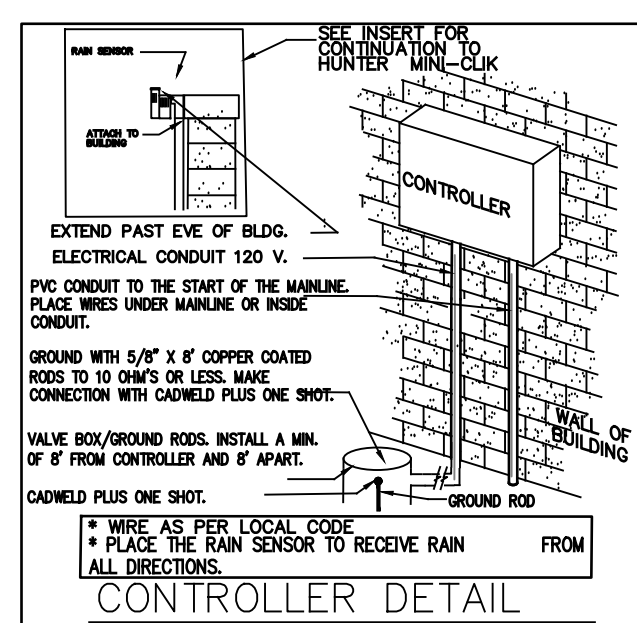 SEE INSERT FOR
CONTINUATION TO
HUNTER MINI-CLIK
RAIN SENSOR
ATTACH TO
BUILDING
CONTROLLER
EXTEND PAST EVE OF BLDG.
ELECTRICAL CONDUIT 120 V.
PVC CONDUIT TO THE START OF THE MAINLINE.
PLACE WIRES UNDER MAINLINE OR INSIDE
CONDUIT.
GROUND WITH 5/8" X 8' COPPER COATED
RODS TO 10 OHM'S OR LESS. MAKE
CONNECTION WITH CADWELD PLUS ONE SHOT.
WALL OF
BUILDING
VALVE BOX/GROUND RODS. INSTALL A MIN.
OF 8' FROM CONTROLLER AND 8' APART.
CADWELD PLUS ONE SHOT.
GROUND ROD
* WIRE AS PER LOCAL CODE
* PLACE THE RAIN SENSOR TO RECEIVE RAIN FROM
ALL DIRECTIONS.
CONTROLLER DETAIL